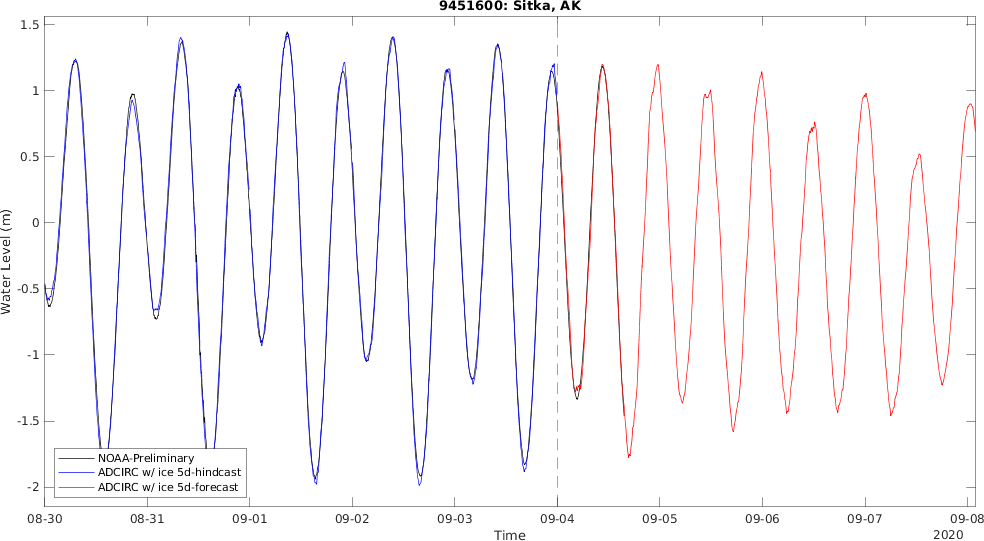 9451600: Sitka, AK
Water Level (m)
1.5
1
0.5
0
-0.5
-1
-1.5
-2
NOAA-Preliminary
ADCIRC w/ ice 5d-hindcast
ADCIRC w/ ice 5d-forecast
08-30 08-31 09-01 09-02 09-03 09-04 09-05 09-06 09-07 09-08
Time
2020